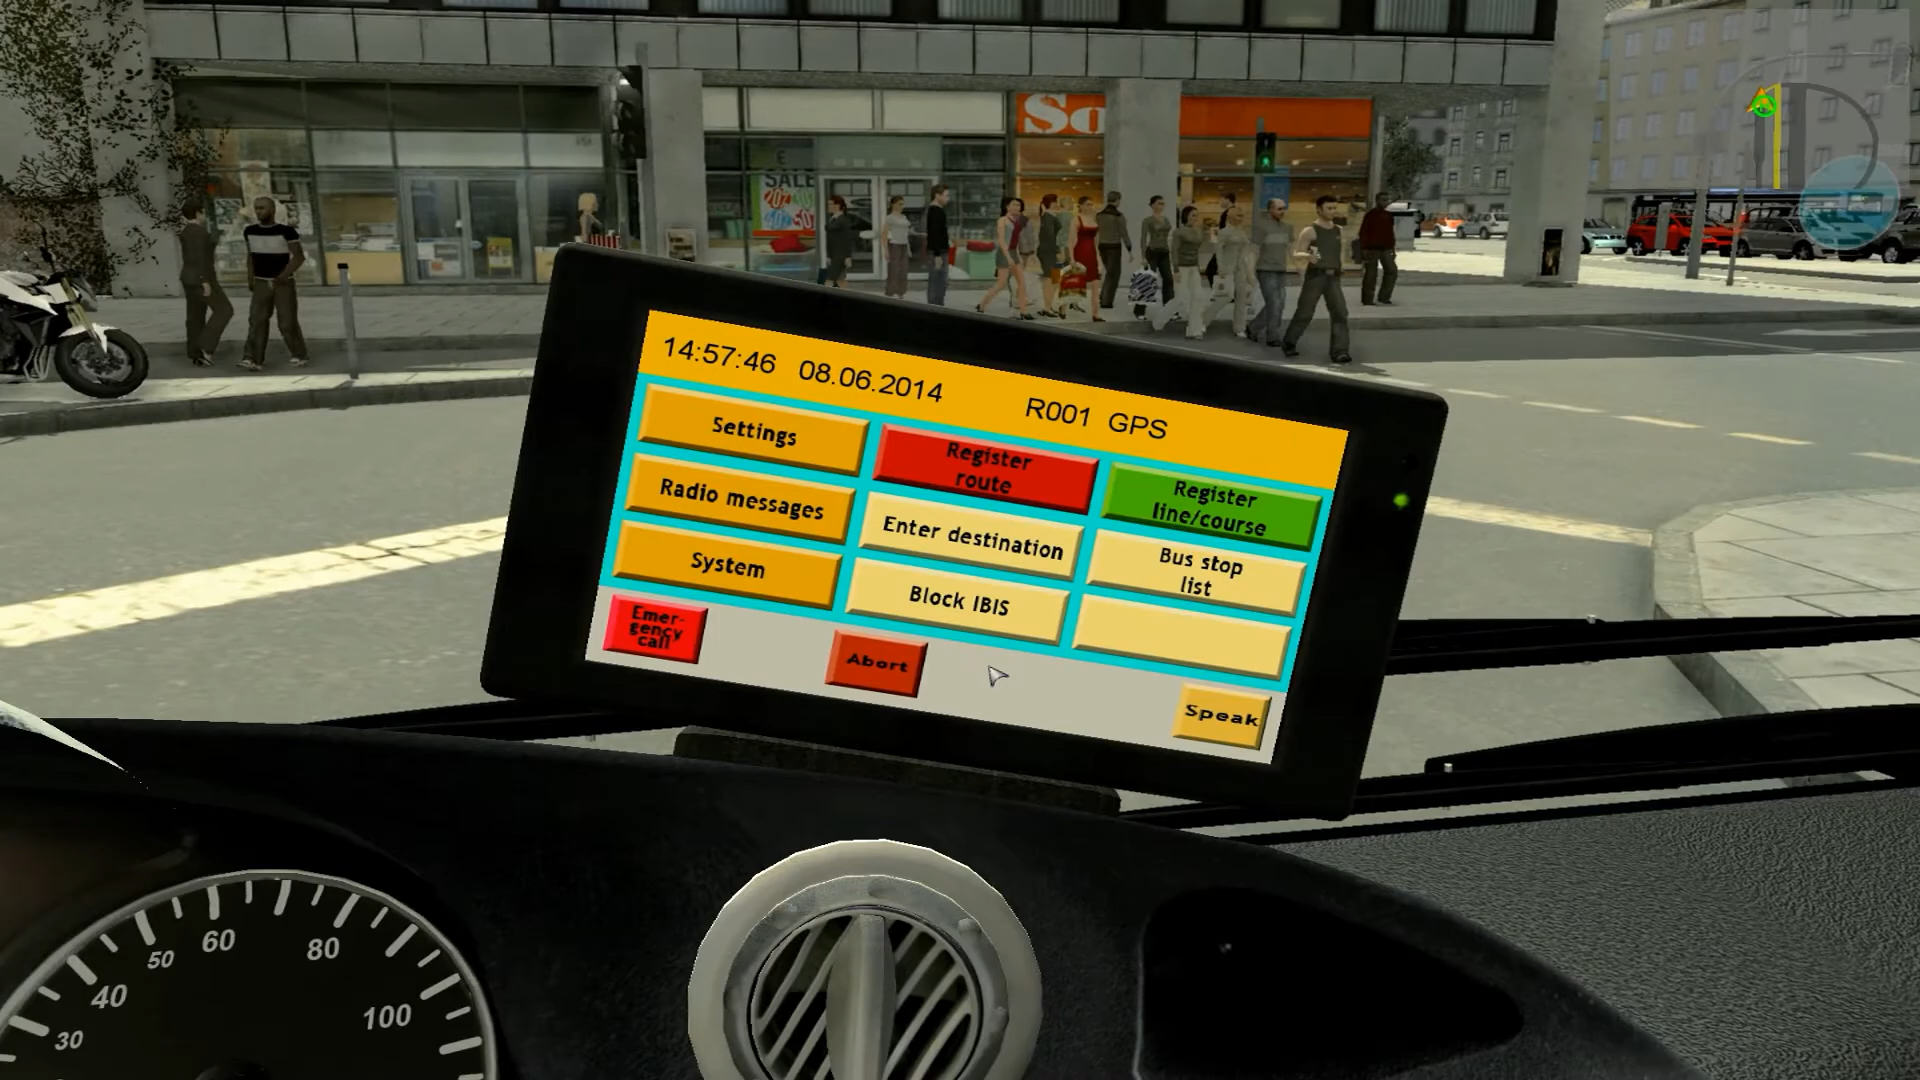 So
SALE
14:57:46 08.06.2014 R001 GPS
Settings
Register
route
Register
line/course
Radio messages
Enter destination
Bus stop
list
System
Block IBIS
Emer-
gency
call
Abort
Speak
30
40
50
60
80
100